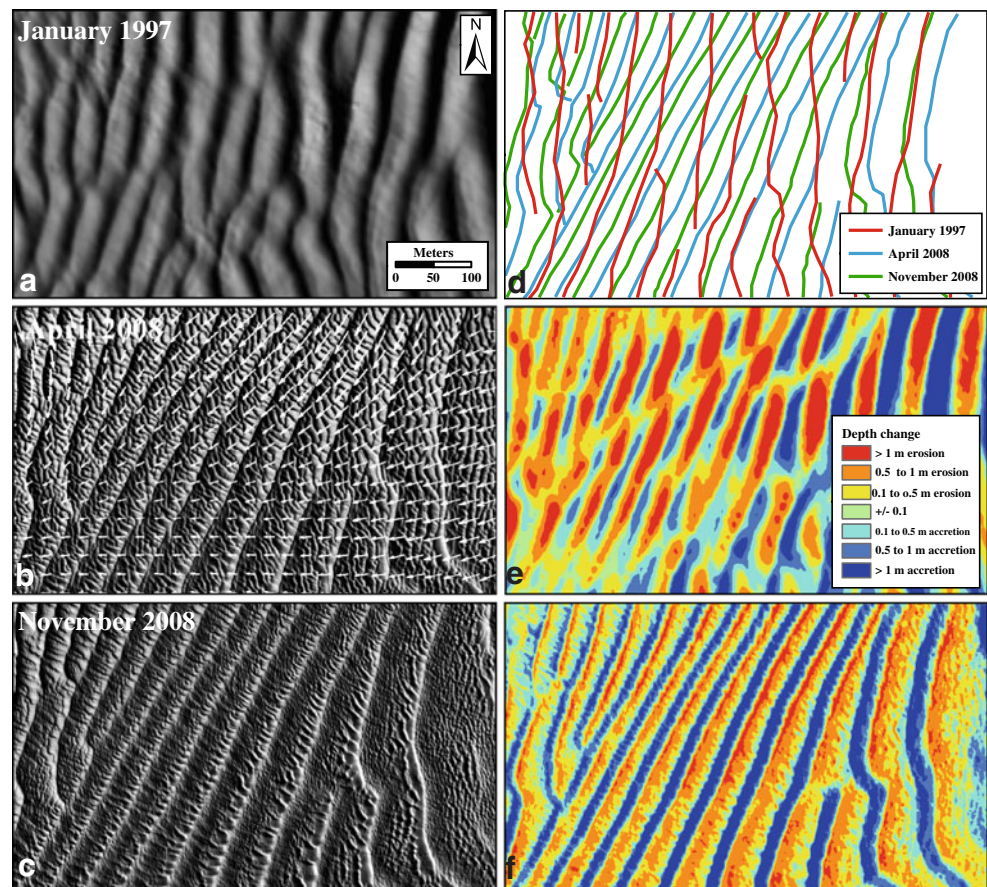 January 1997
N
Meters
0 50 100
a
April 2008
b
November 2008
c
January 1997
April 2008
November 2008
d
Depth change
> 1 m erosion
0.5 to 1 m erosion
0.1 to o.5 m erosion
+/- 0.1
0.1 to 0.5 m accretion
0.5 to 1 m accretion
> 1 m accretion
e
f